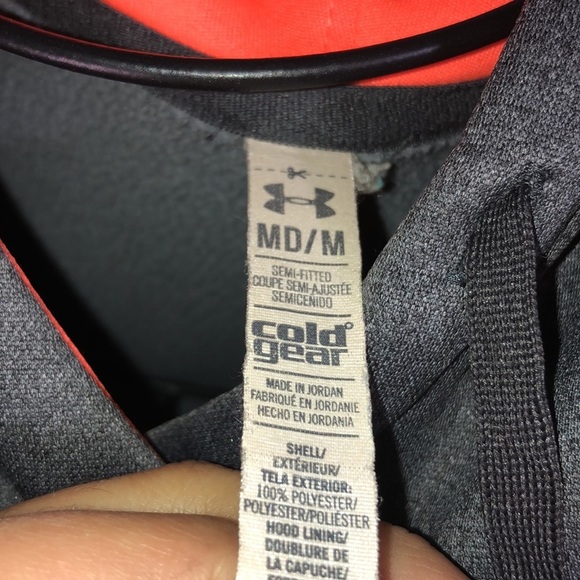 MD/M
SEMI-FITTED
COUPE SEMI-AJUSTÉE
SEMICEÑIDO
cold
gear
MADE IN JORDAN
FABRIQUÉ EN JORDANIE
HECHO EN JORDANIA
SHELL/
EXTÉRIEUR/
TELA EXTERIOR:
100% POLYESTER/
POLYESTER/POLIÉSTER
HOOD LINING/
DOUBLURE DE
LA CAPUCHE/